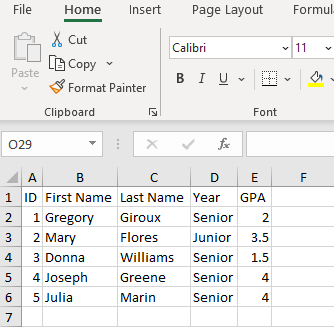 File Home Insert Page Layout Formula
Cut
Paste
Copy
Format Painter
Clipboard
Calibri 11
B I U A
Font
O29 fx
A B C D E F
1 ID First Name Last Name Year GPA
2 1 Gregory Giroux Senior 2
3 2 Mary Flores Junior 3.5
4 3 Donna Williams Senior 1.5
5 4 Joseph Greene Senior 4
6 5 Julia Marin Senior 4
7